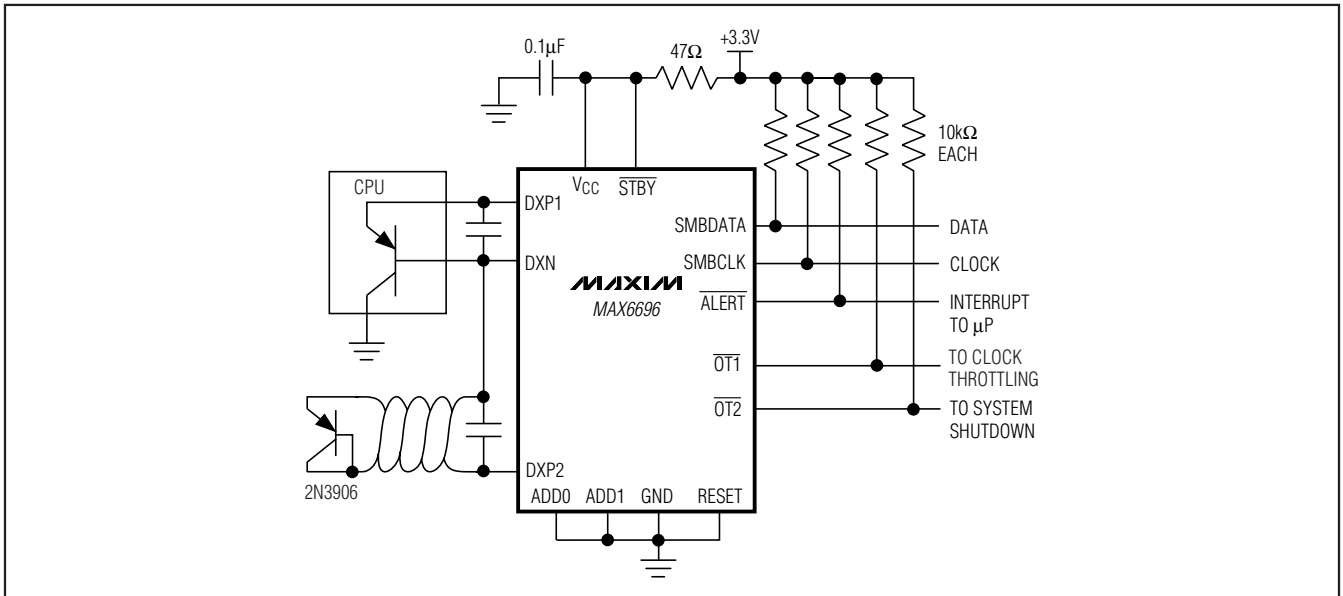 0.1μF
47Ω
+3.3V
10kΩ
EACH
CPU
DXP1
VCC
STBY
SMBDATA
DATA
DXN
SMBCLK
CLOCK
MAXIM
MAX6696
ALERT
INTERRUPT
TO μP
OT1
TO CLOCK
THROTTLING
OT2
TO SYSTEM
SHUTDOWN
DXP2
2N3906
ADD0 ADD1 GND RESET